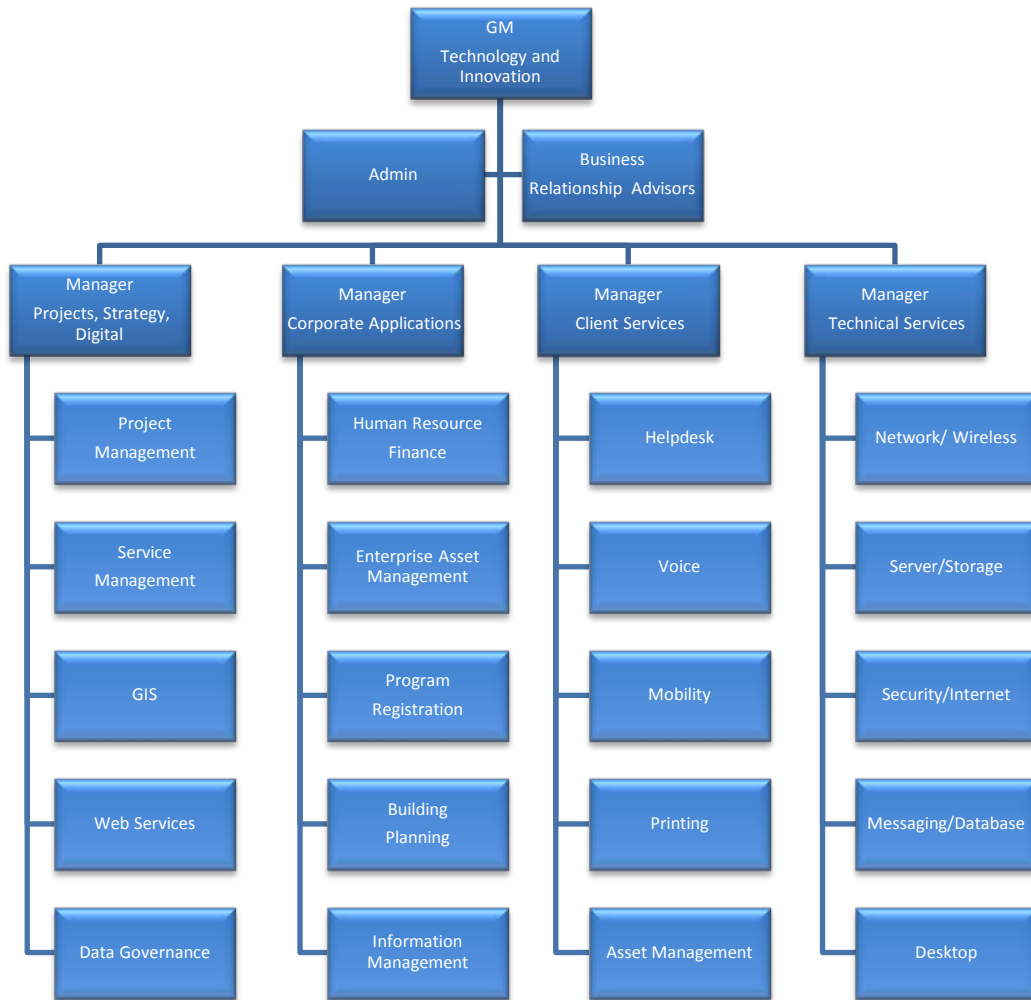 GM
Technology and
Innovation
Admin
Business
Relationship Advisors
Manager
Projects, Strategy,
Digital
Manager
Corporate Applications
Manager
Client Services
Manager
Technical Services
Project
Management
Human Resource
Finance
Helpdesk
Network/ Wireless
Service
Management
Enterprise Asset
Management
Voice
Server/Storage
GIS
Program
Registration
Mobility
Security/Internet
Web Services
Building
Planning
Printing
Messaging/Database
Data Governance
Information
Management
Asset Management
Desktop